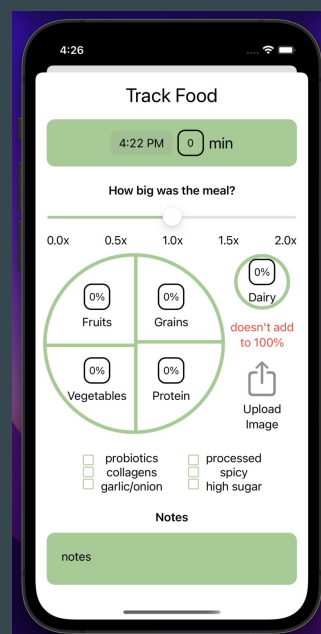 4:26
Track Food
4:22 PM 0 min
How big was the meal?
0.0x 0.5x 1.0x 1.5x 2.0x
0% 0% 0%
Fruits Grains Dairy
doesn't add
to 100%
0% 0%
Vegetables Protein
Upload
Image
probiotics processed
collagens spicy
garlic/onion high sugar
Notes
notes